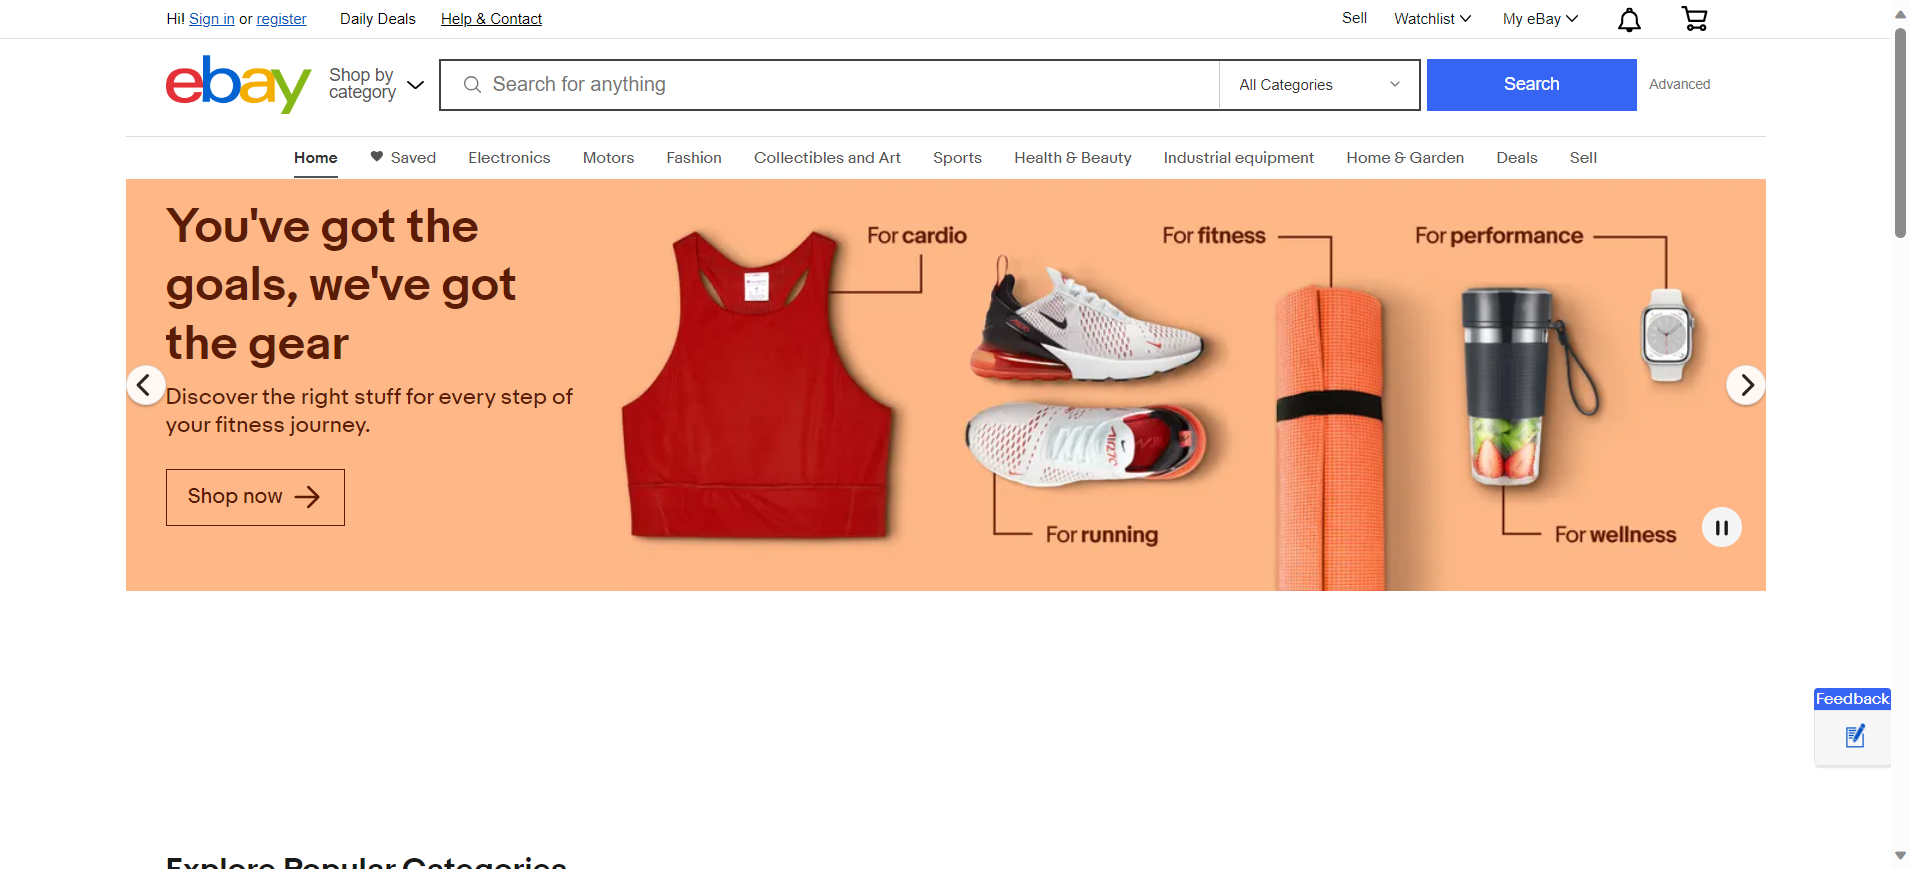 Hi! Sign in or register
Daily Deals
Help & Contact
Sell
Watchlist
My eBay
ebay
Shop by
category
Search for anything
All Categories
Search
Advanced
Home
Saved
Electronics
Motors
Fashion
Collectibles and Art
Sports
Health & Beauty
Industrial equipment
Home & Garden
Deals
Sell
You've got the
goals, we've got
the gear
Discover the right stuff for every step of
your fitness journey.
Shop now
For cardio
For fitness
For performance
For running
For wellness
Feedback
Explore Popular Categories